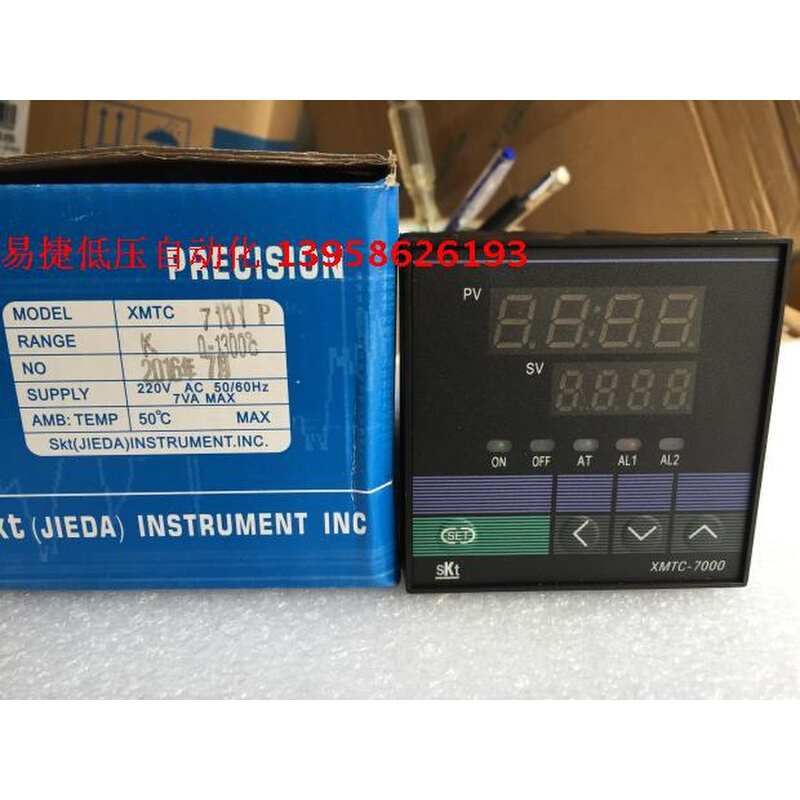 易捷低压自动化 13958626193
PRECISION
MODEL XMTC 7101 P
RANGE K 0-1300℃
NO 2016年 7月
SUPPLY 220V AC 50/60Hz
7VA MAX
AMB: TEMP 50℃ MAX
Skt(JIEDA)INSTRUMENT.INC.
kt (JIEDA) INSTRUMENT INC
PV
SV
ON OFF AT AL1 AL2
SET
skt
XMTC-7000